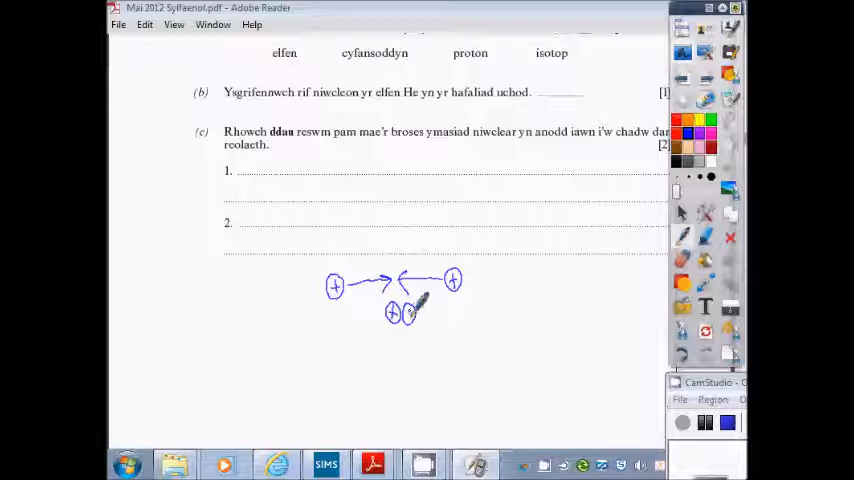 Mai 2012 Sylfaenol.pdf - Adobe Reader
File Edit View Window Help
elfen cyfansoddyn proton isotop
(b) Ysgrifennwch rif niwcleon yr elfen He yn yr hafaliad uchod. .............. [1]
(c) Rhowch ddau reswm pam mae'r broses ymasiad niwclear yn anodd iawn i'w chadw dan
reolaeth. [2]
1.
2.
+ +
+
T
CamStudio
File Region O
SIMS